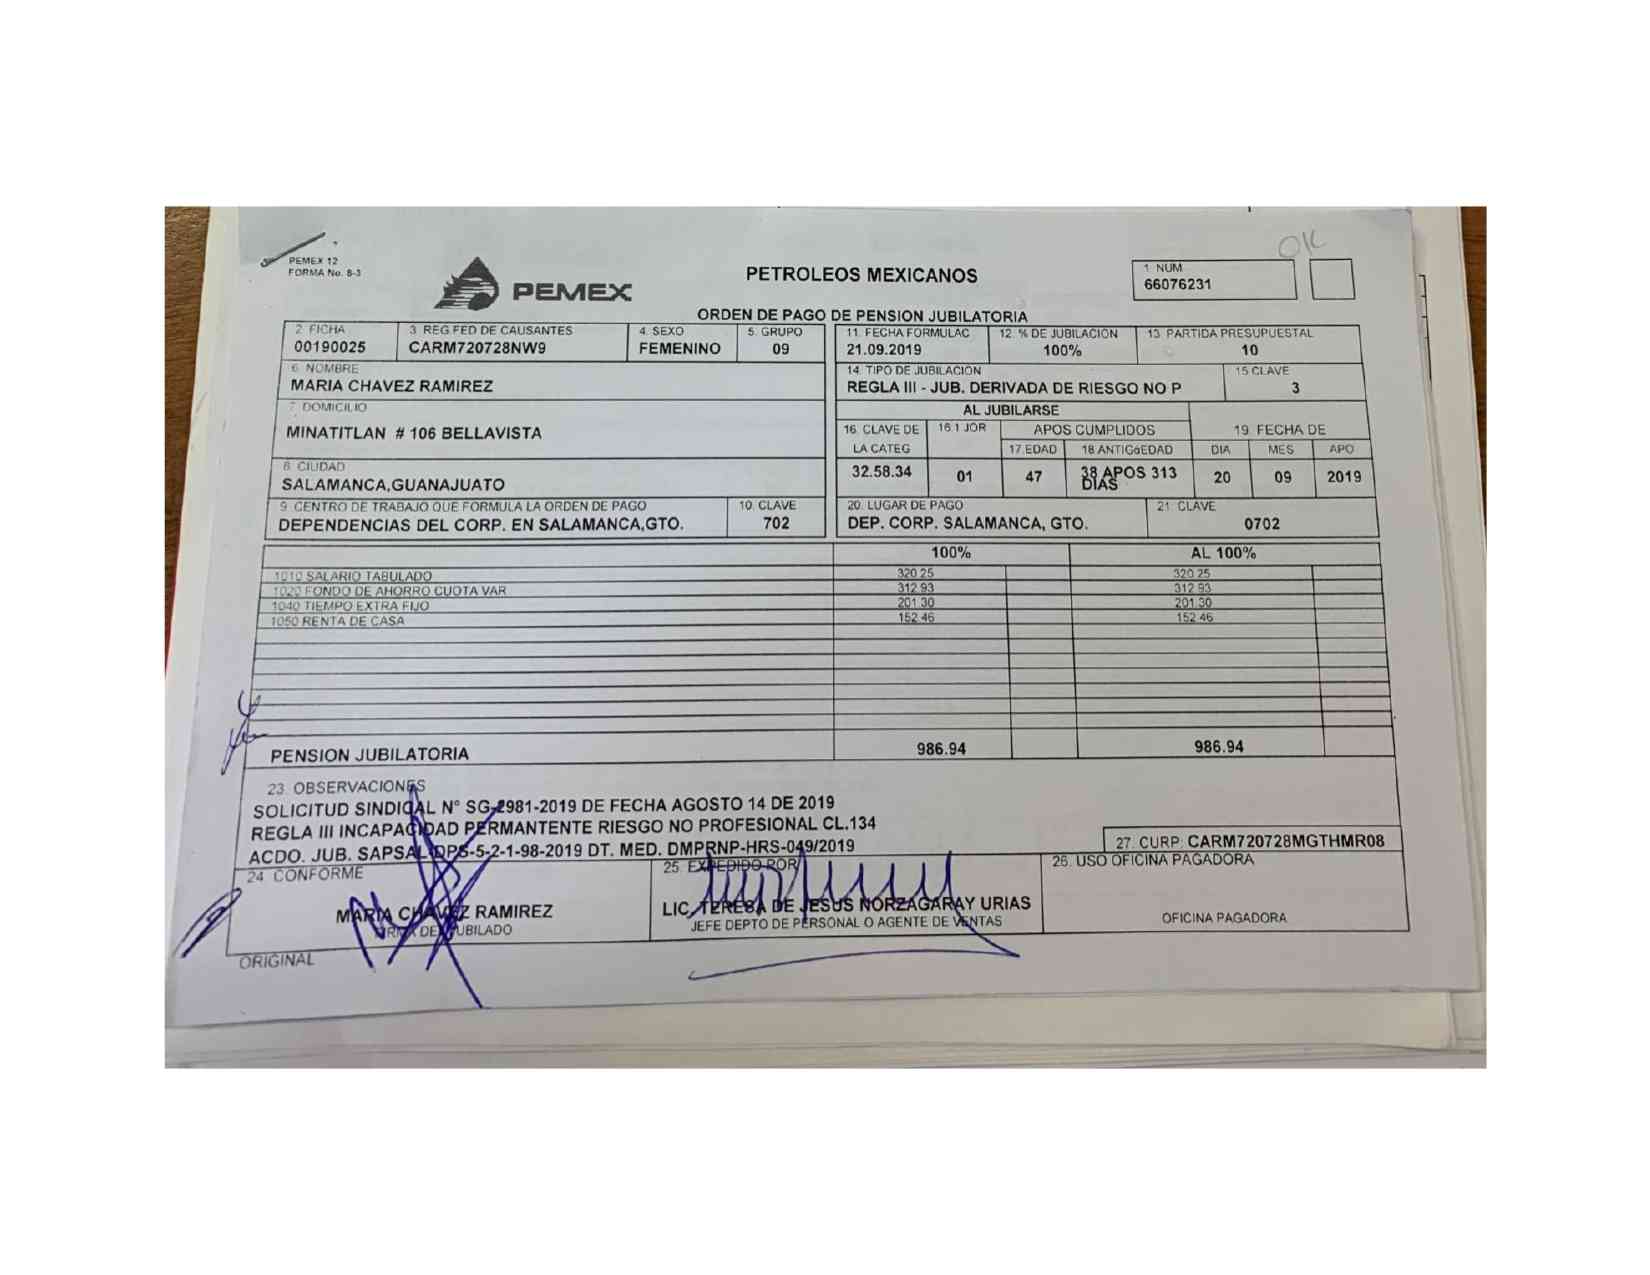 OK
PEMEX 12
FORMA No. 8-3
PEMEX
PETROLEOS MEXICANOS
1 NUM
66076231
ORDEN DE PAGO DE PENSION JUBILATORIA
2. FICHA
00190025
3. REG FED DE CAUSANTES
CARM720728NW9
4. SEXO
FEMENINO
5. GRUPO
09
11. FECHA FORMULAC
21.09.2019
12. % DE JUBILACION
100%
13. PARTIDA PRESUPUESTAL
10
6. NOMBRE
MARIA CHAVEZ RAMIREZ
14. TIPO DE JUBILACION
REGLA III - JUB. DERIVADA DE RIESGO NO P
15 CLAVE
3
7. DOMICILIO
MINATITLAN # 106 BELLAVISTA
AL JUBILARSE
16. CLAVE DE
LA CATEG
32.58.34
16.1 JOR
01
APOS CUMPLIDOS
17.EDAD
47
18 ANTIGóEDAD
38 APOS 313
DIAS
19. FECHA DE
DIA MES APO
20 09 2019
8. CIUDAD
SALAMANCA,GUANAJUATO
9. CENTRO DE TRABAJO QUE FORMULA LA ORDEN DE PAGO
DEPENDENCIAS DEL CORP. EN SALAMANCA,GTO.
10. CLAVE
702
20. LUGAR DE PAGO
DEP. CORP. SALAMANCA, GTO.
21. CLAVE
0702
100% AL 100%
1010 SALARIO TABULADO 320.25 320.25
1020 FONDO DE AHORRO CUOTA VAR 312.93 312.93
1040 TIEMPO EXTRA FIJO 201.30 201.30
1050 RENTA DE CASA 152.46 152.46
PENSION JUBILATORIA 986.94 986.94
23. OBSERVACIONES
SOLICITUD SINDICAL N° SG-2981-2019 DE FECHA AGOSTO 14 DE 2019
REGLA III INCAPACIDAD PERMANTENTE RIESGO NO PROFESIONAL CL.134
ACDO. JUB. SAPSAL-DPS-5-2-1-98-2019 DT. MED. DMPRNP-HRS-049/2019
27. CURP: CARM720728MGTHMR08
24. CONFORME
MARIA CHAVEZ RAMIREZ
FIRMA DEL JUBILADO
25. EXPEDIDO POR
LIC. TERESA DE JESUS NORZAGARAY URIAS
JEFE DEPTO DE PERSONAL O AGENTE DE VENTAS
26. USO OFICINA PAGADORA
OFICINA PAGADORA
ORIGINAL